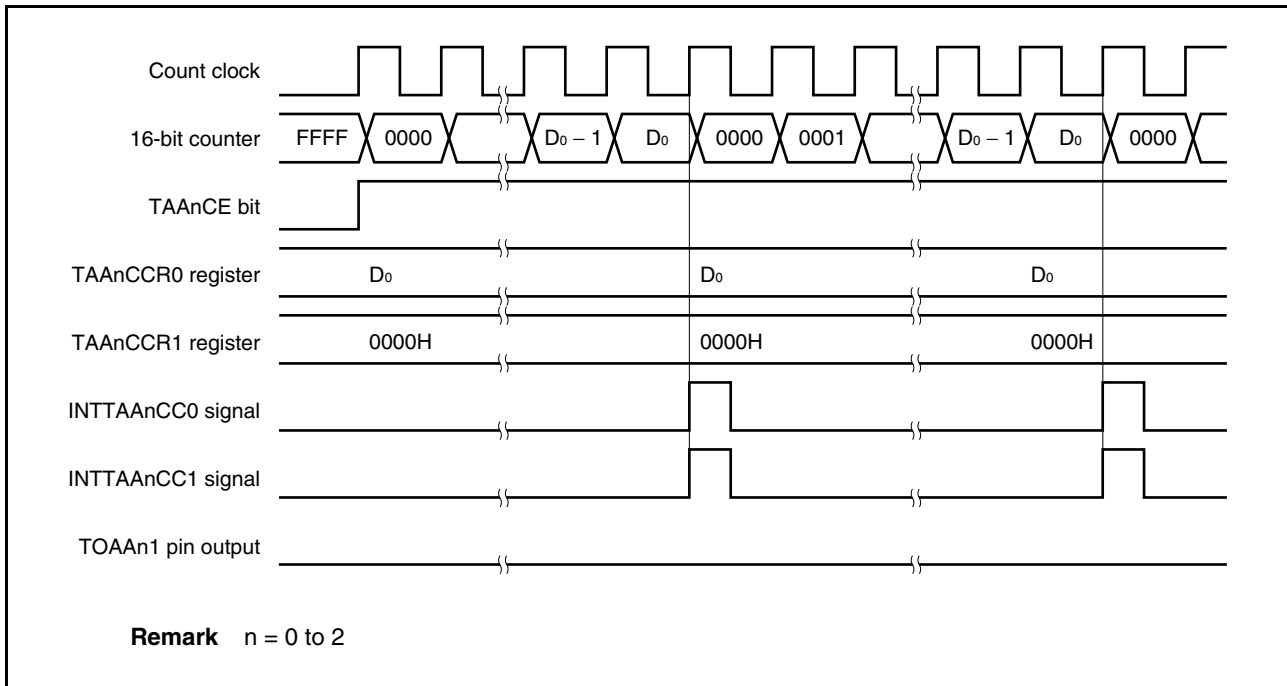 Count clock
16-bit counter FFFF 0000 D₀ − 1 D₀ 0000 0001 D₀ − 1 D₀ 0000
TAAnCE bit
TAAnCCR0 register D₀ D₀ D₀
TAAnCCR1 register 0000H 0000H 0000H
INTTAAnCC0 signal
INTTAAnCC1 signal
TOAAn1 pin output
Remark n = 0 to 2